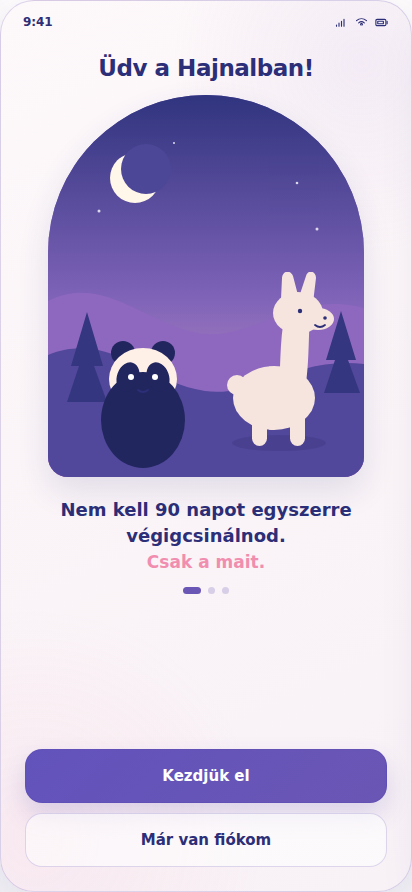 9:41
Üdv a Hajnalban!
Nem kell 90 napot egyszerre
végigcsinálnod.
Csak a mait.
Kezdjük el
Már van fiókom